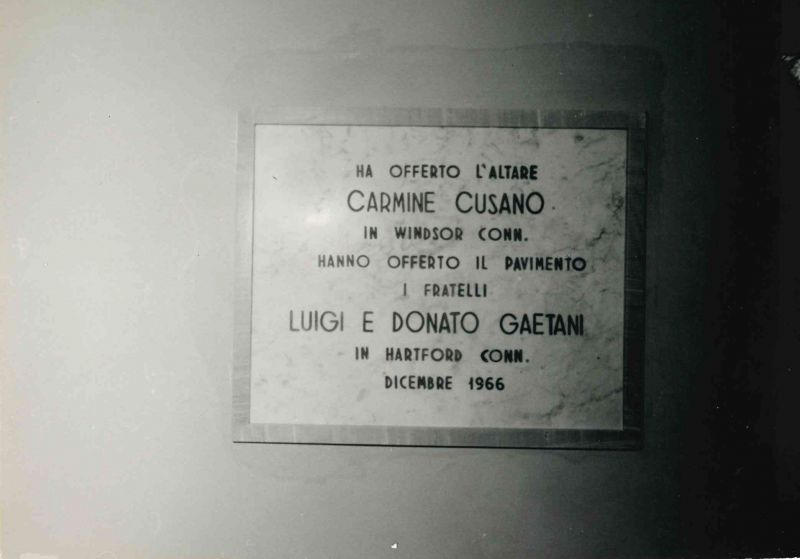 HA OFFERTO L'ALTARE
CARMINE CUSANO
IN WINDSOR CONN.
HANNO OFFERTO IL PAVIMENTO
I FRATELLI
LUIGI E DONATO GAETANI
IN HARTFORD CONN.
DICEMBRE 1966